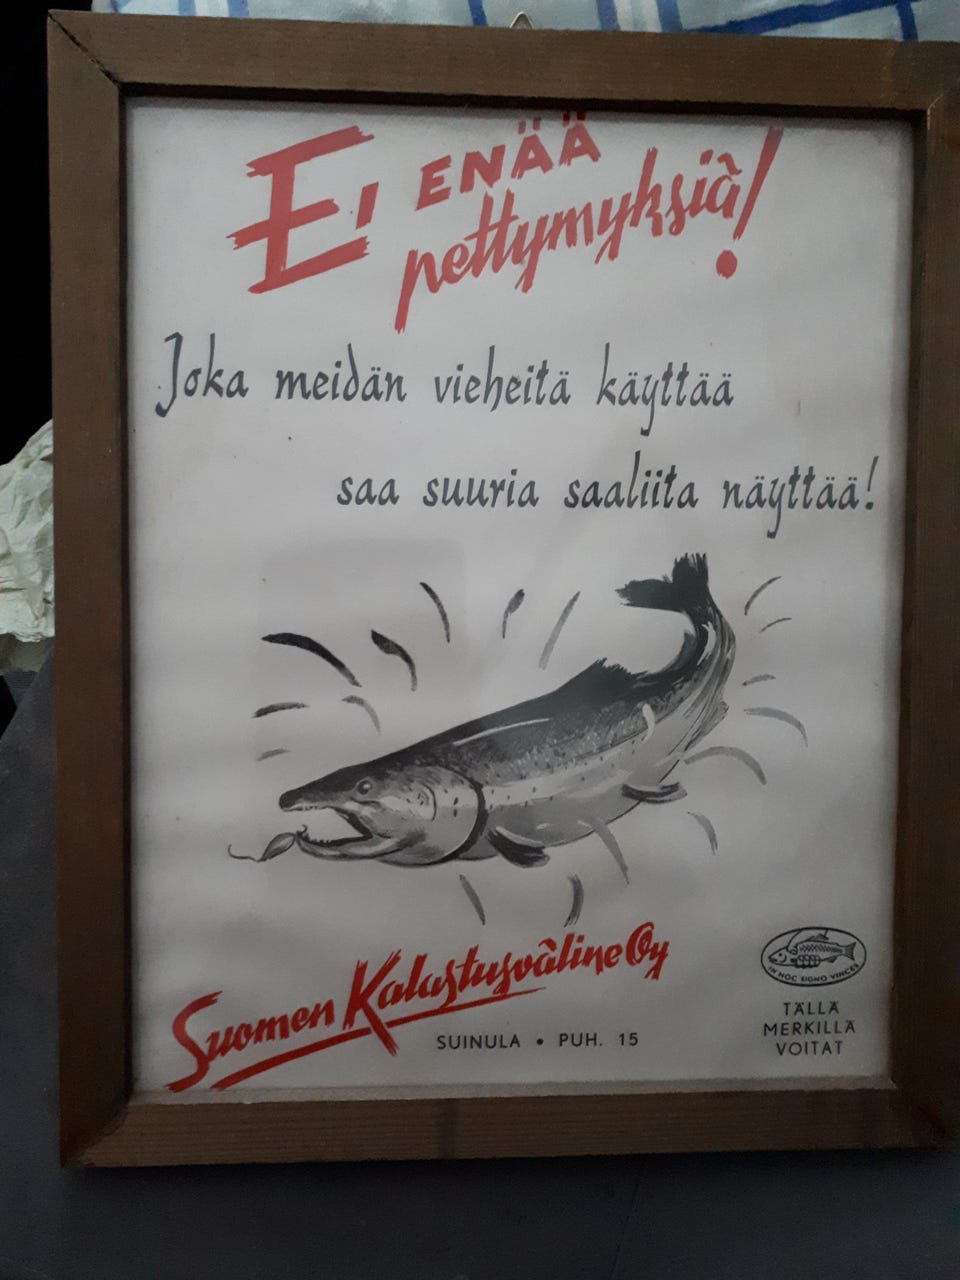 Ei ENÄÄ
pettymyksiä!
Joka meidän vieheitä käyttää
saa suuria saaliita näyttää!
Suomen Kalastusväline Oy
SUINULA • PUH. 15
IN HOC SIGNO VINCES
TÄLLÄ
MERKILLÄ
VOITAT